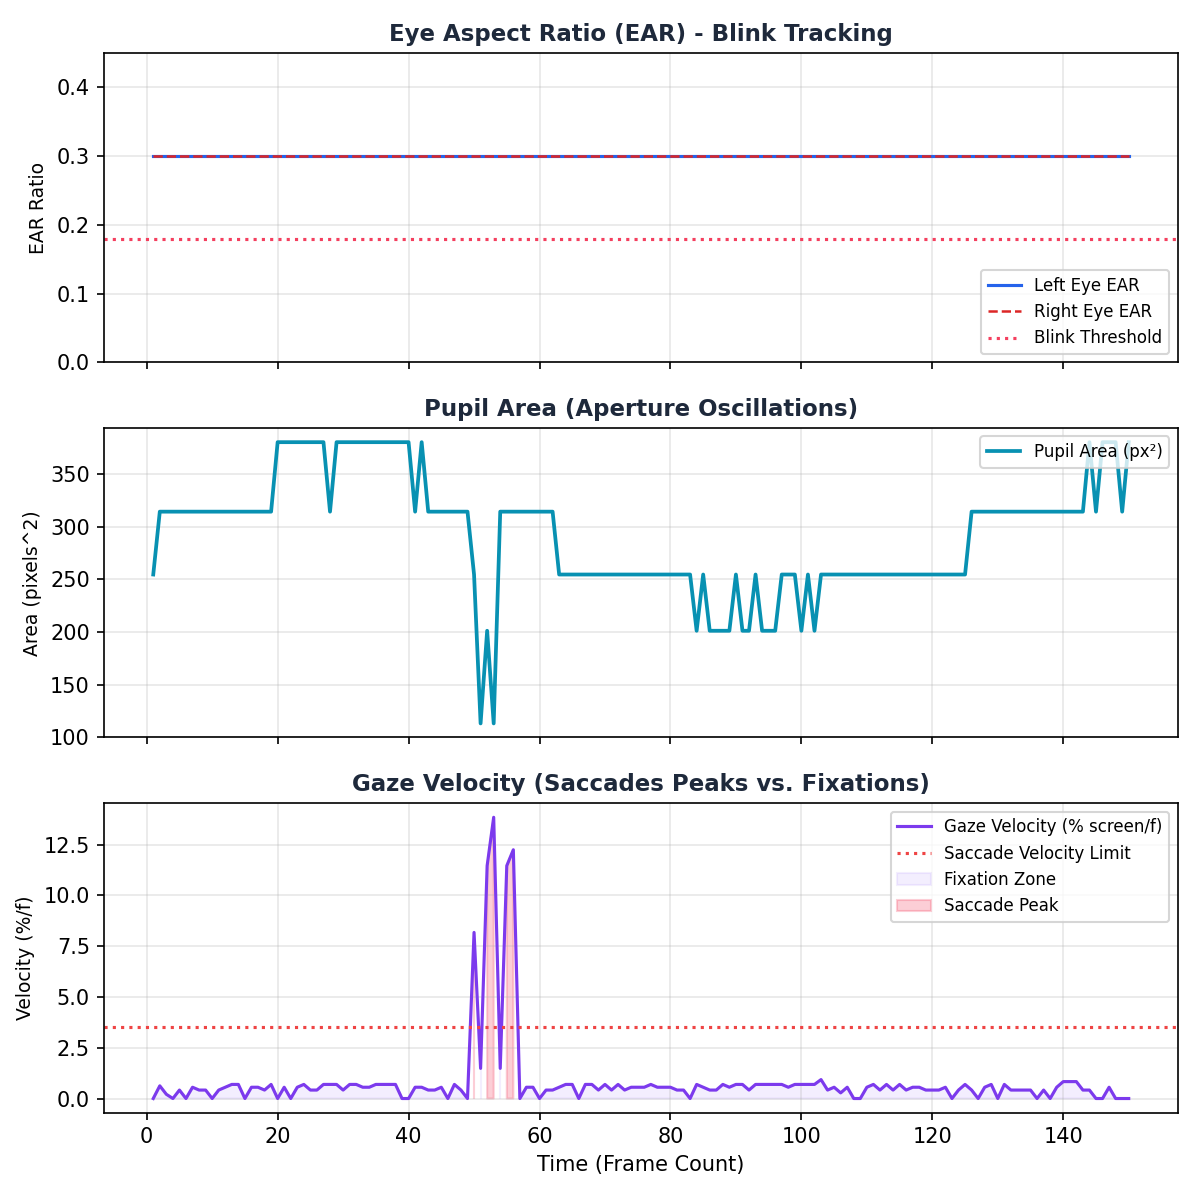 Eye Aspect Ratio (EAR) - Blink Tracking
0.4
0.3
0.2
0.1
0.0
EAR Ratio
Left Eye EAR
Right Eye EAR
Blink Threshold
Pupil Area (Aperture Oscillations)
350
300
250
200
150
100
Area (pixels^2)
Pupil Area (px²)
Gaze Velocity (Saccades Peaks vs. Fixations)
12.5
10.0
7.5
5.0
2.5
0.0
Velocity (%/f)
Gaze Velocity (% screen/f)
Saccade Velocity Limit
Fixation Zone
Saccade Peak
0 20 40 60 80 100 120 140
Time (Frame Count)